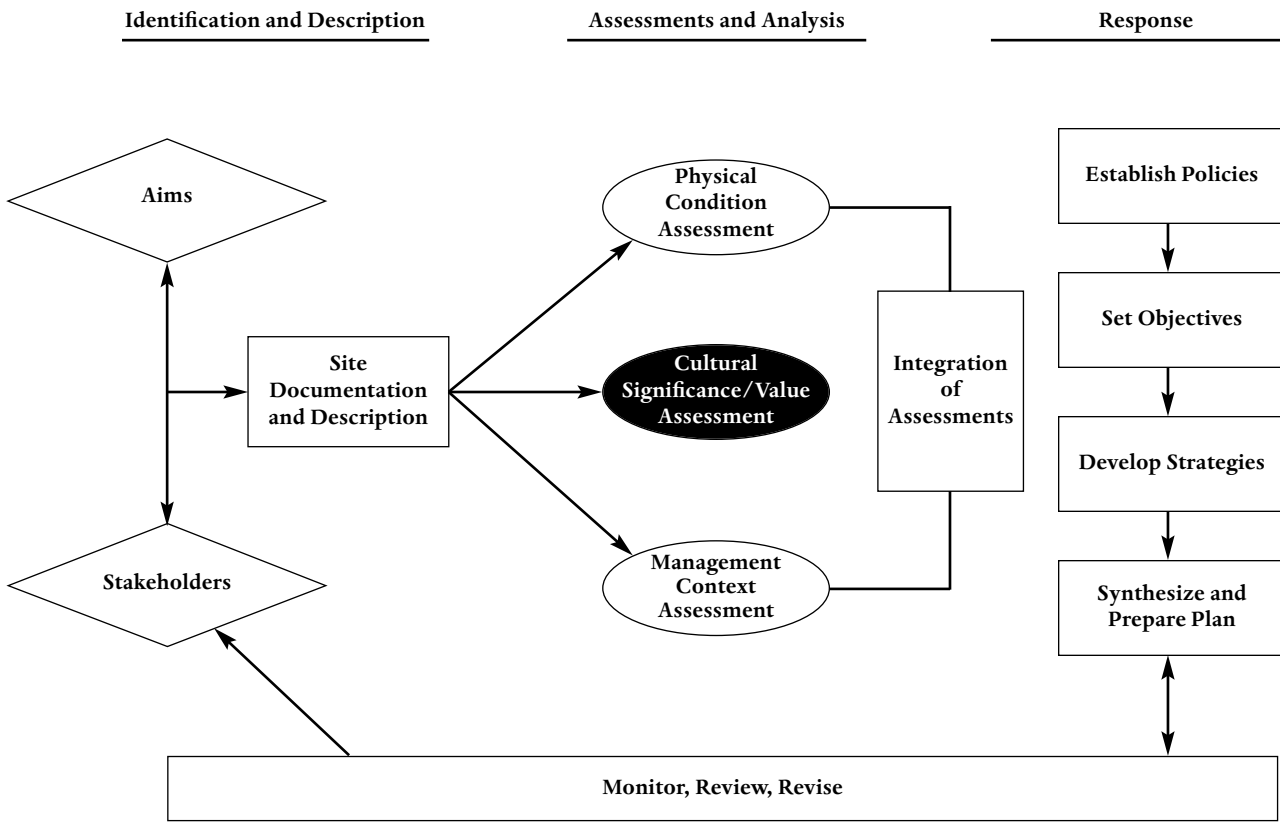 Identification and Description
Assessments and Analysis
Response
Aims
Stakeholders
Site
Documentation
and Description
Physical
Condition
Assessment
Cultural
Significance/Value
Assessment
Management
Context
Assessment
Integration
of
Assessments
Establish Policies
Set Objectives
Develop Strategies
Synthesize and
Prepare Plan
Monitor, Review, Revise